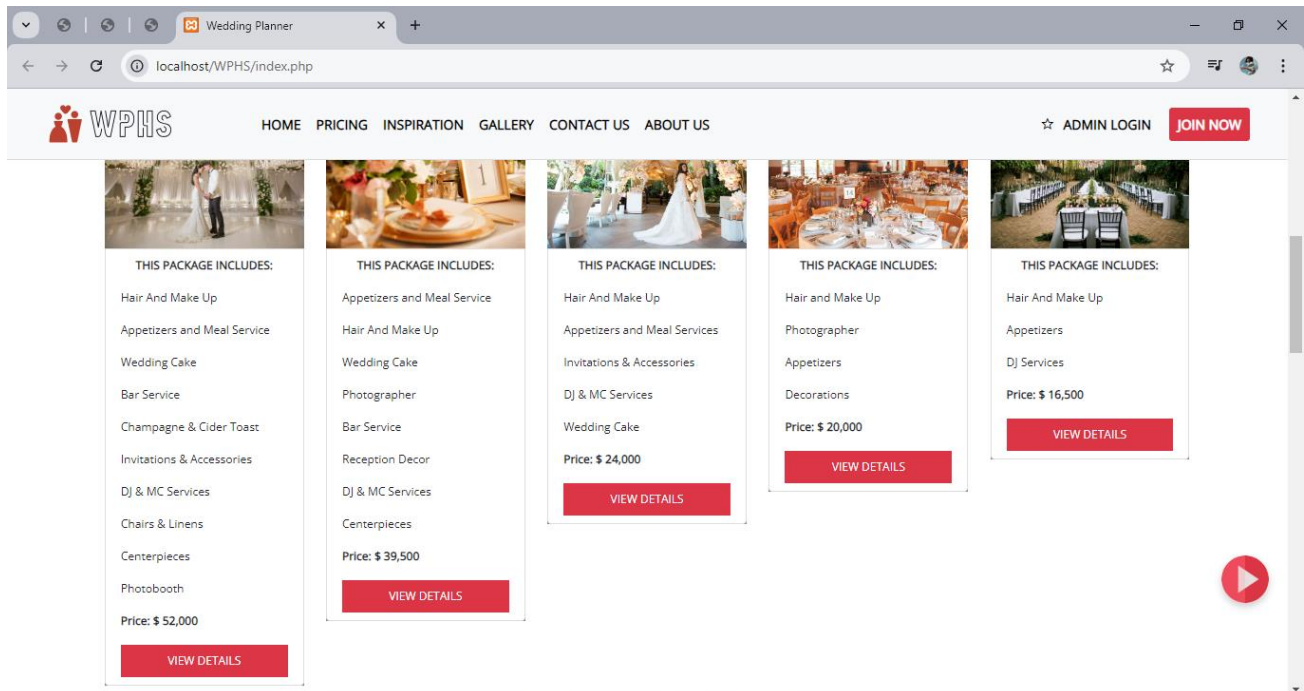 Wedding Planner
localhost/WPHS/index.php
WPHS HOME PRICING INSPIRATION GALLERY CONTACT US ABOUT US ☆ ADMIN LOGIN JOIN NOW
1
14
THIS PACKAGE INCLUDES:
Hair And Make Up
Appetizers and Meal Service
Wedding Cake
Bar Service
Champagne & Cider Toast
Invitations & Accessories
DJ & MC Services
Chairs & Linens
Centerpieces
Photobooth
Price: $ 52,000
VIEW DETAILS
THIS PACKAGE INCLUDES:
Appetizers and Meal Service
Hair And Make Up
Wedding Cake
Photographer
Bar Service
Reception Decor
DJ & MC Services
Centerpieces
Price: $ 39,500
VIEW DETAILS
THIS PACKAGE INCLUDES:
Hair And Make Up
Appetizers and Meal Services
Invitations & Accessories
DJ & MC Services
Wedding Cake
Price: $ 24,000
VIEW DETAILS
THIS PACKAGE INCLUDES:
Hair and Make Up
Photographer
Appetizers
Decorations
Price: $ 20,000
VIEW DETAILS
THIS PACKAGE INCLUDES:
Hair And Make Up
Appetizers
DJ Services
Price: $ 16,500
VIEW DETAILS